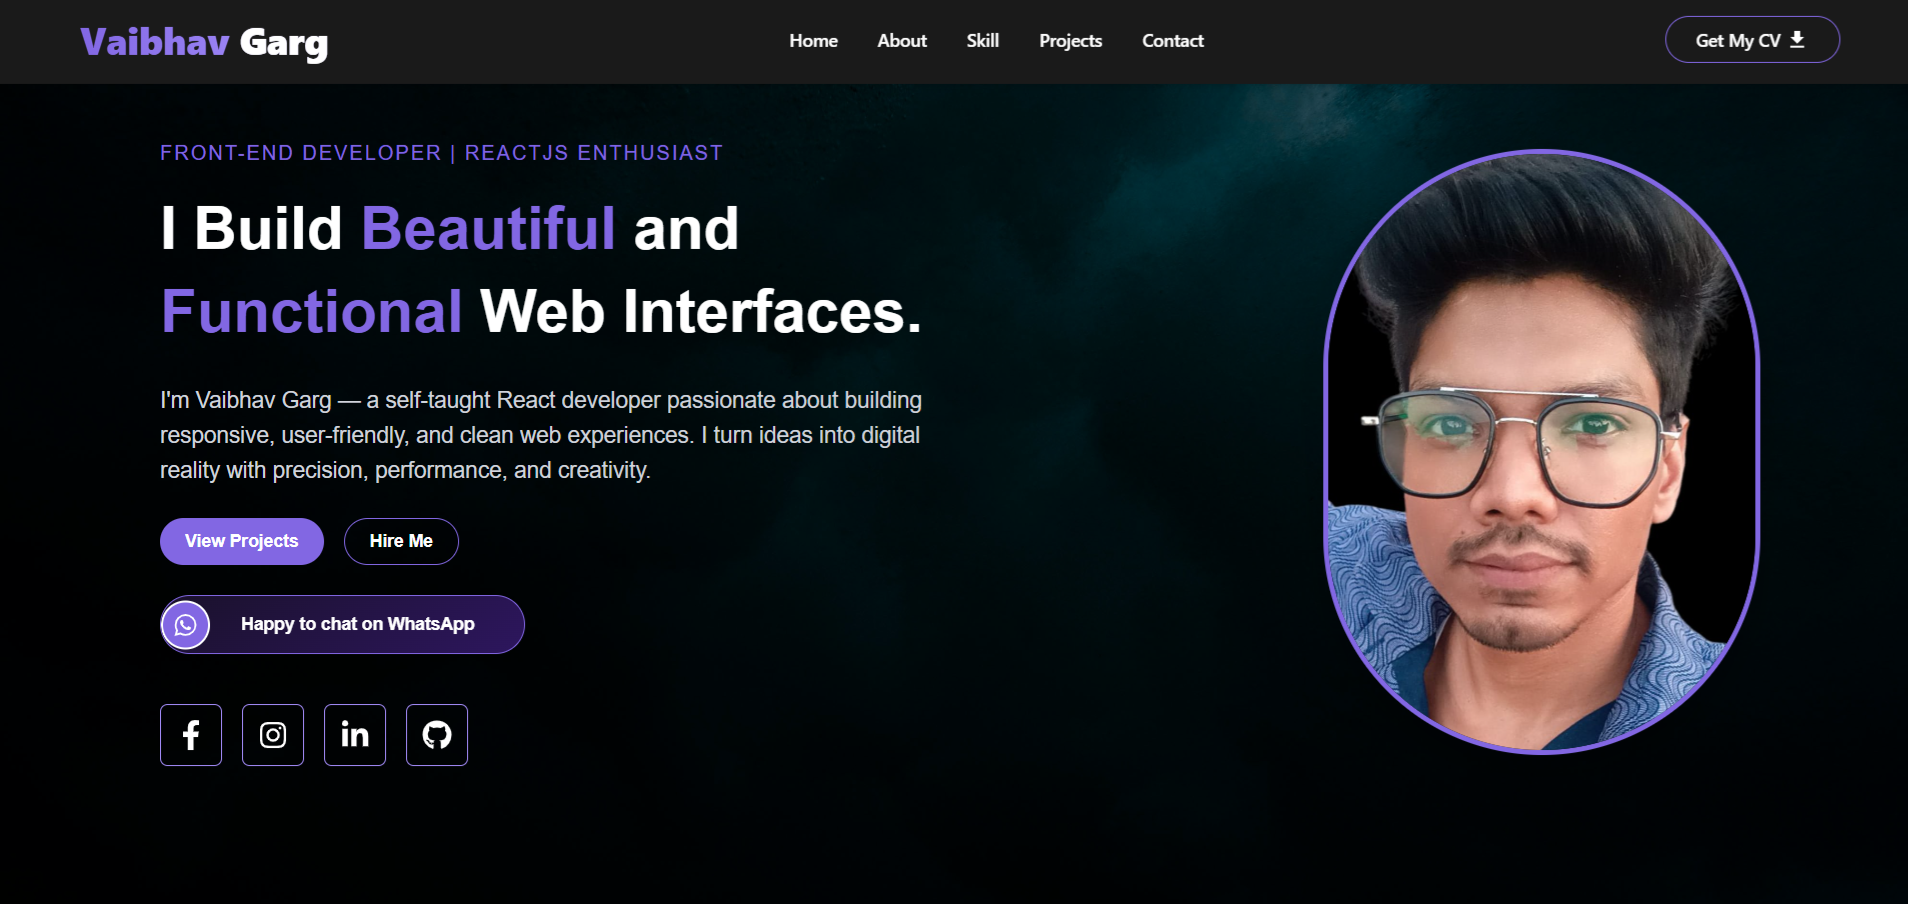 Vaibhav Garg
Home
About
Skill
Projects
Contact
Get My CV
FRONT-END DEVELOPER | REACTJS ENTHUSIAST
I Build Beautiful and
Functional Web Interfaces.
I'm Vaibhav Garg — a self-taught React developer passionate about building
responsive, user-friendly, and clean web experiences. I turn ideas into digital
reality with precision, performance, and creativity.
View Projects
Hire Me
Happy to chat on WhatsApp